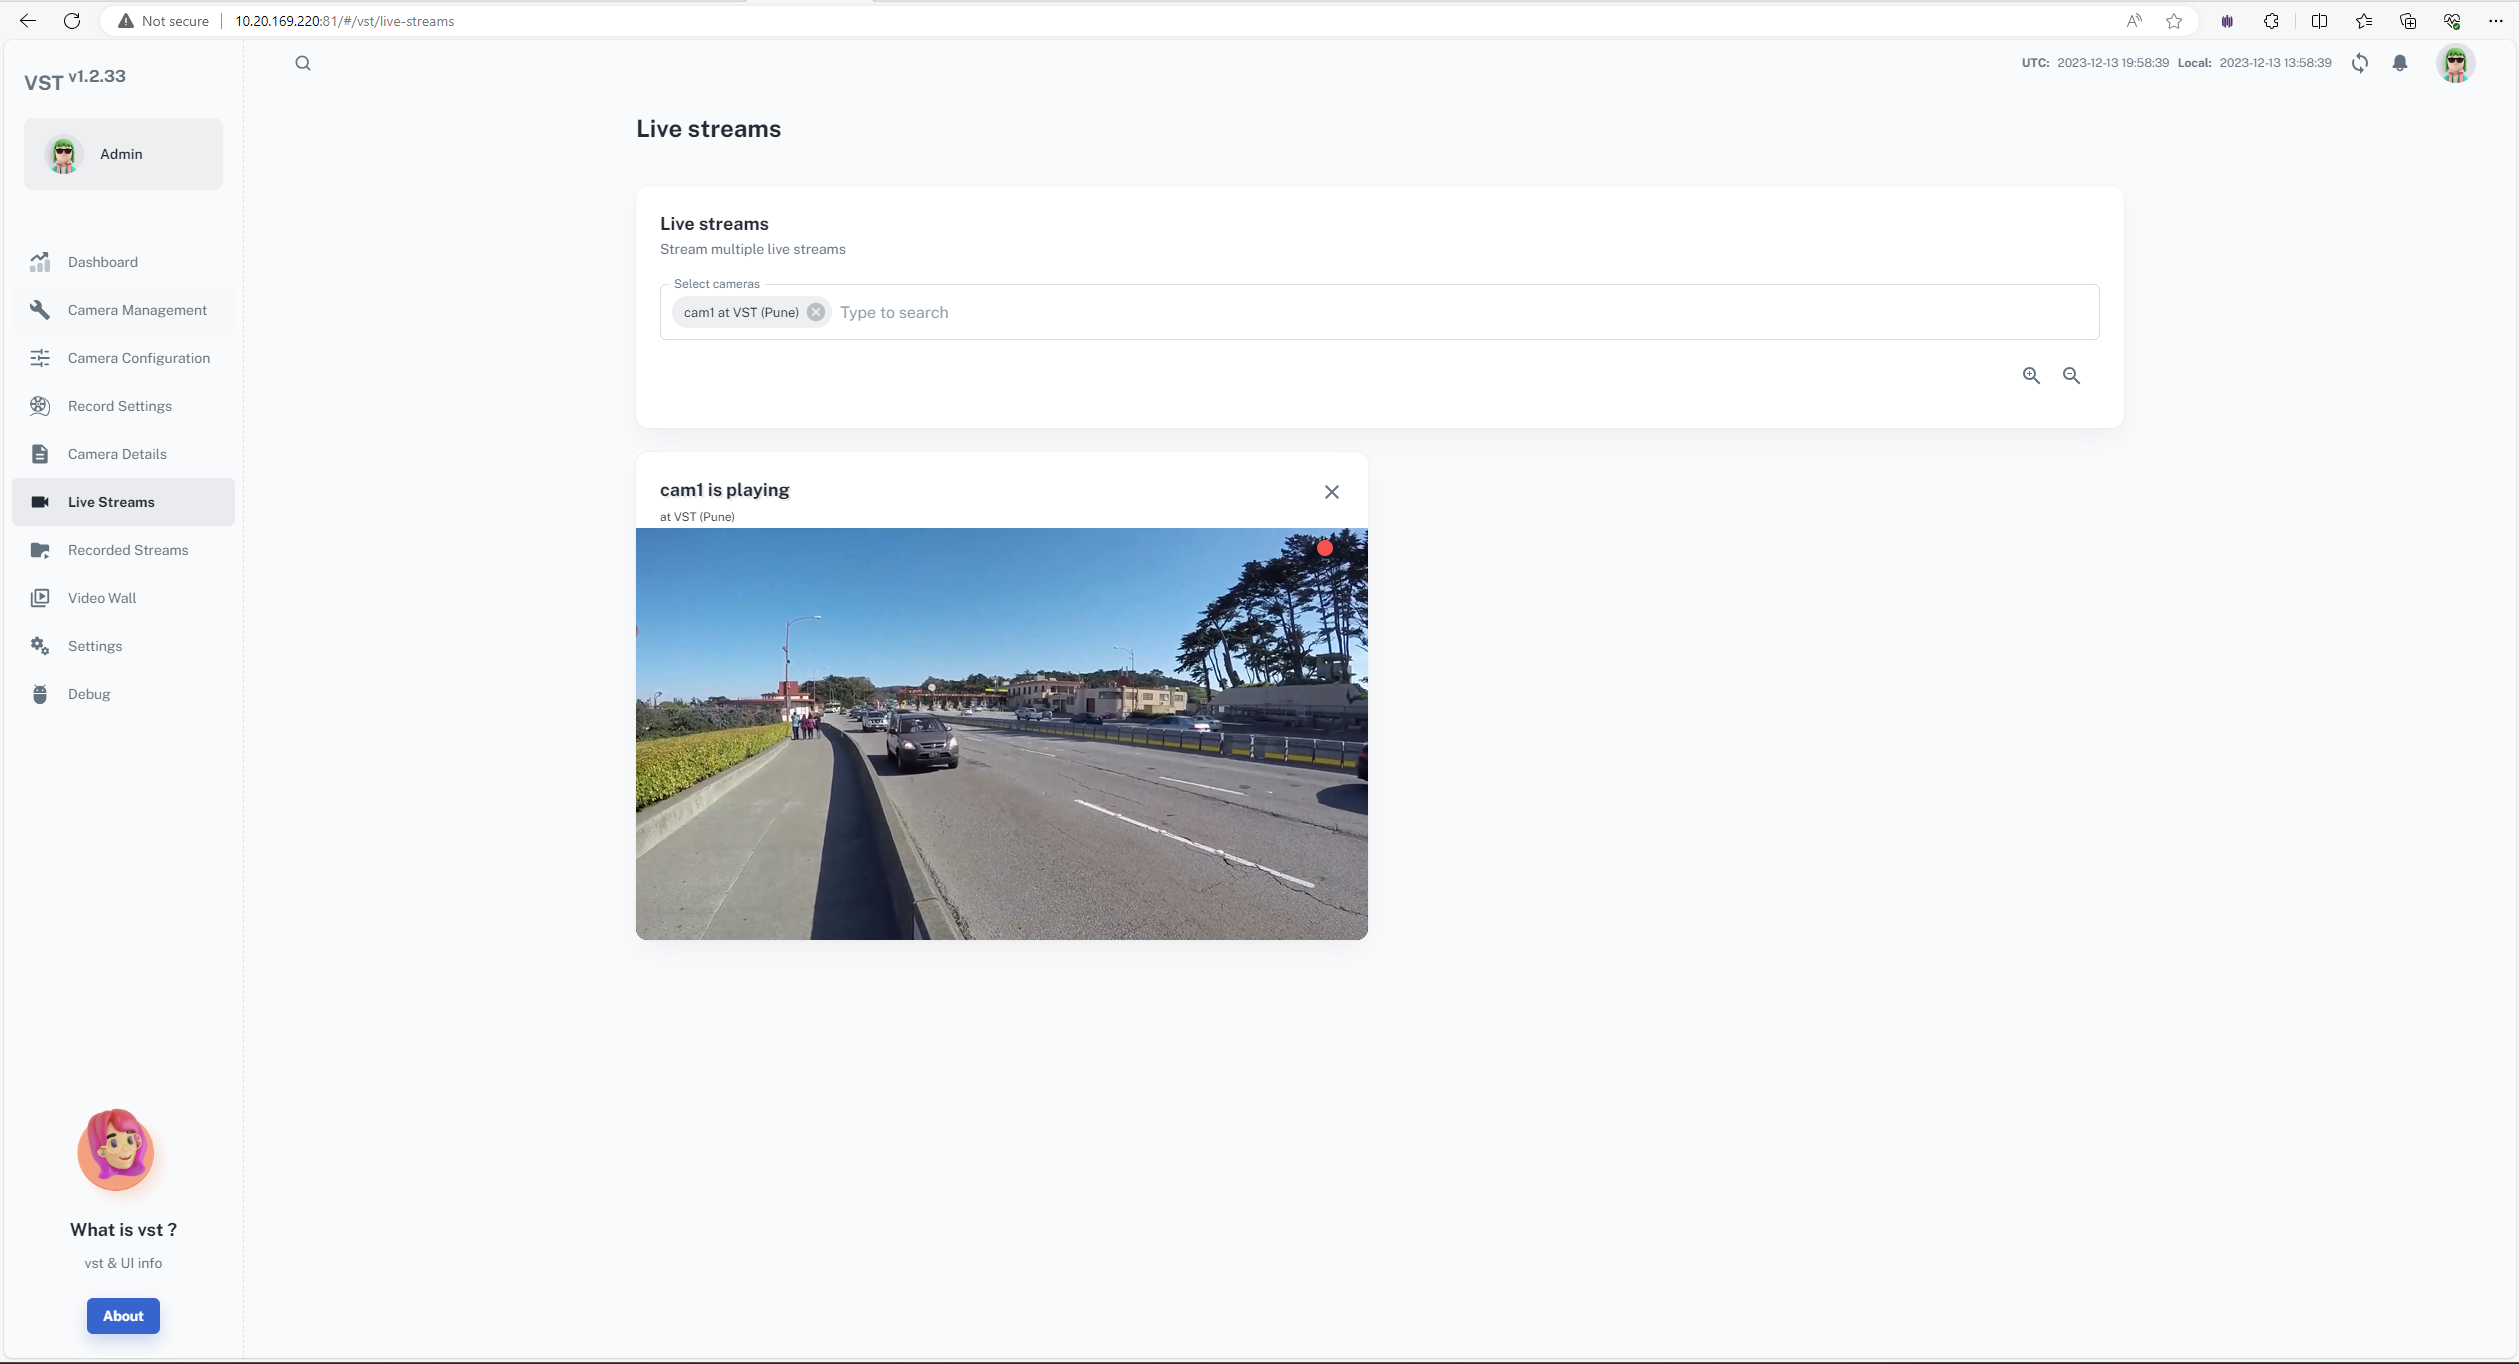 Not secure
10.20.169.220:81/#/vst/live-streams
VST v1.2.33
UTC: 2023-12-13 19:58:39 Local: 2023-12-13 13:58:39
Admin
Dashboard
Camera Management
Camera Configuration
Record Settings
Camera Details
Live Streams
Recorded Streams
Video Wall
Settings
Debug
What is vst ?
vst & UI info
About
Live streams
Live streams
Stream multiple live streams
Select cameras
cam1 at VST (Pune)
Type to search
cam1 is playing
at VST (Pune)